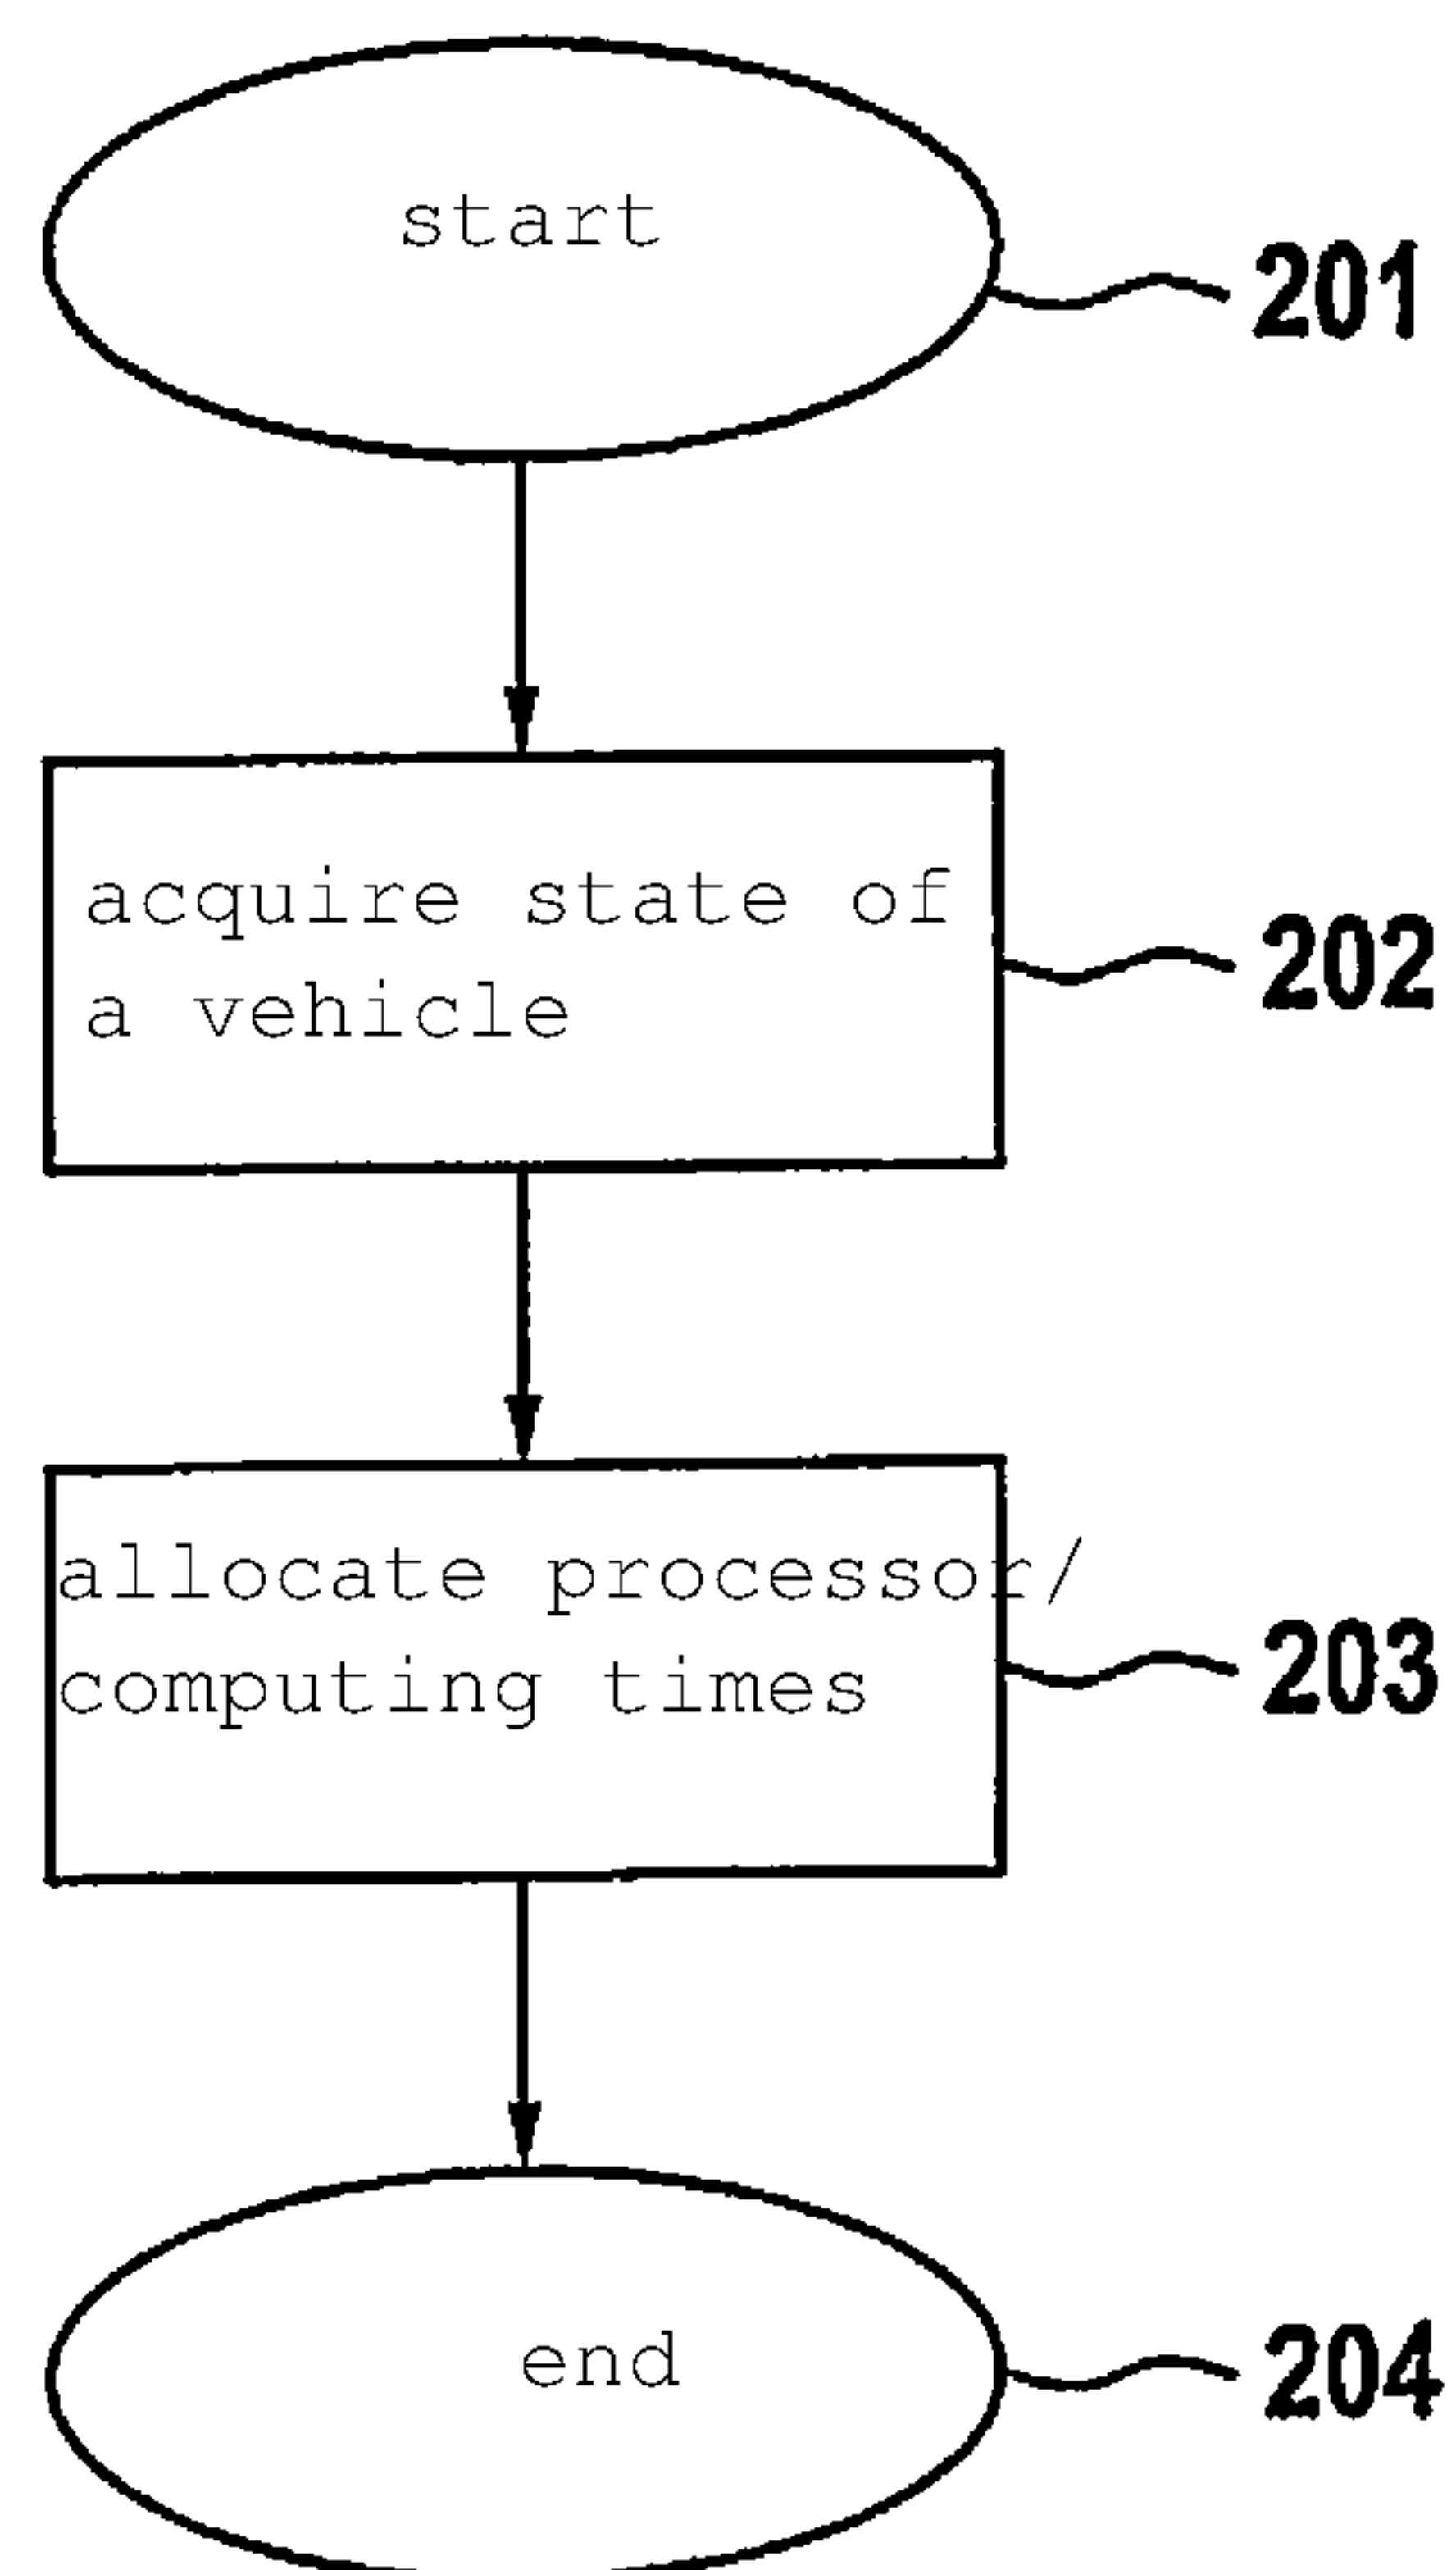 start
201
acquire state of
a vehicle
202
allocate processor/
computing times
203
end
204